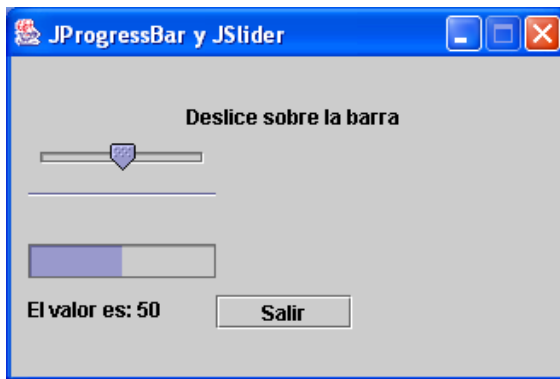 JProgressBar y JSlider
Deslice sobre la barra
El valor es: 50
Salir